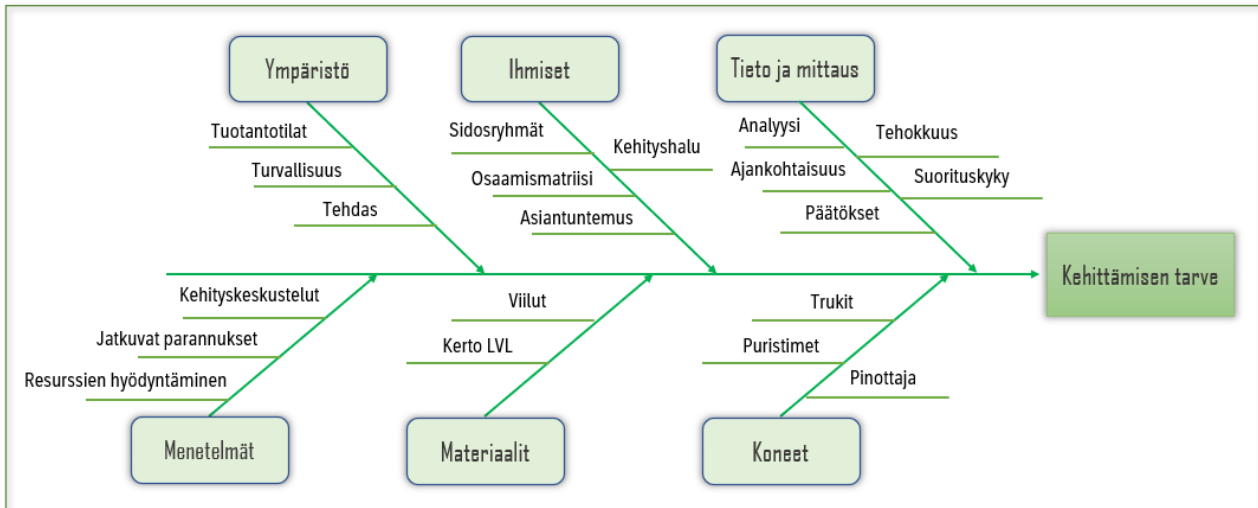 Ympäristö
Ihmiset
Tieto ja mittaus
Tuotantotilat
Turvallisuus
Tehdas
Sidosryhmät
Kehityshalu
Osaamismatriisi
Asiantuntemus
Analyysi
Tehokkuus
Ajankohtaisuus
Suorituskyky
Päätökset
Kehittämisen tarve
Kehityskeskustelut
Jatkuvat parannukset
Resurssien hyödyntäminen
Viilut
Kerto LVL
Trukit
Puristimet
Pinottaja
Menetelmät
Materiaalit
Koneet